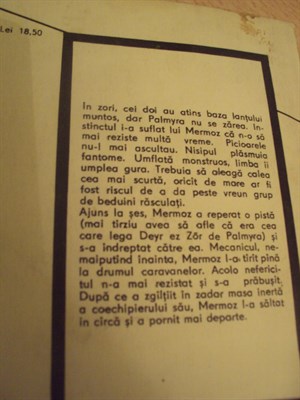 Lei 18,50
In zori, cei doi au atins baza lanțului
muntos, dar Palmyra nu se zărea. In-
stinctul i-a suflat lui Mermoz că n-o să
mai reziste multă vreme. Picioarele
nu-l mai ascultau. Nisipul plăsmuia
fantome. Umflată monstruos, limba îi
umplea gura. Trebuia să aleagă calea
cea mai scurtă, oricît de mare ar fi
fost riscul de a da peste vreun grup
de beduini răsculați.
Ajuns la șes, Mermoz a reperat o pistă
(mai tîrziu avea să afle că era cea
care lega Deyr ez Zōr de Palmyra) și
s-a îndreptat către ea. Mecanicul, ne-
maiputînd înainta, Mermoz l-a tîrît pînă
la drumul caravanelor. Acolo neferici-
tul n-a mai rezistat și s-a prăbușit.
După ce a zgîlțîit în zadar masa inertă
a coechipierului său, Mermoz l-a săltat
în cîrcă și a pornit mai departe.